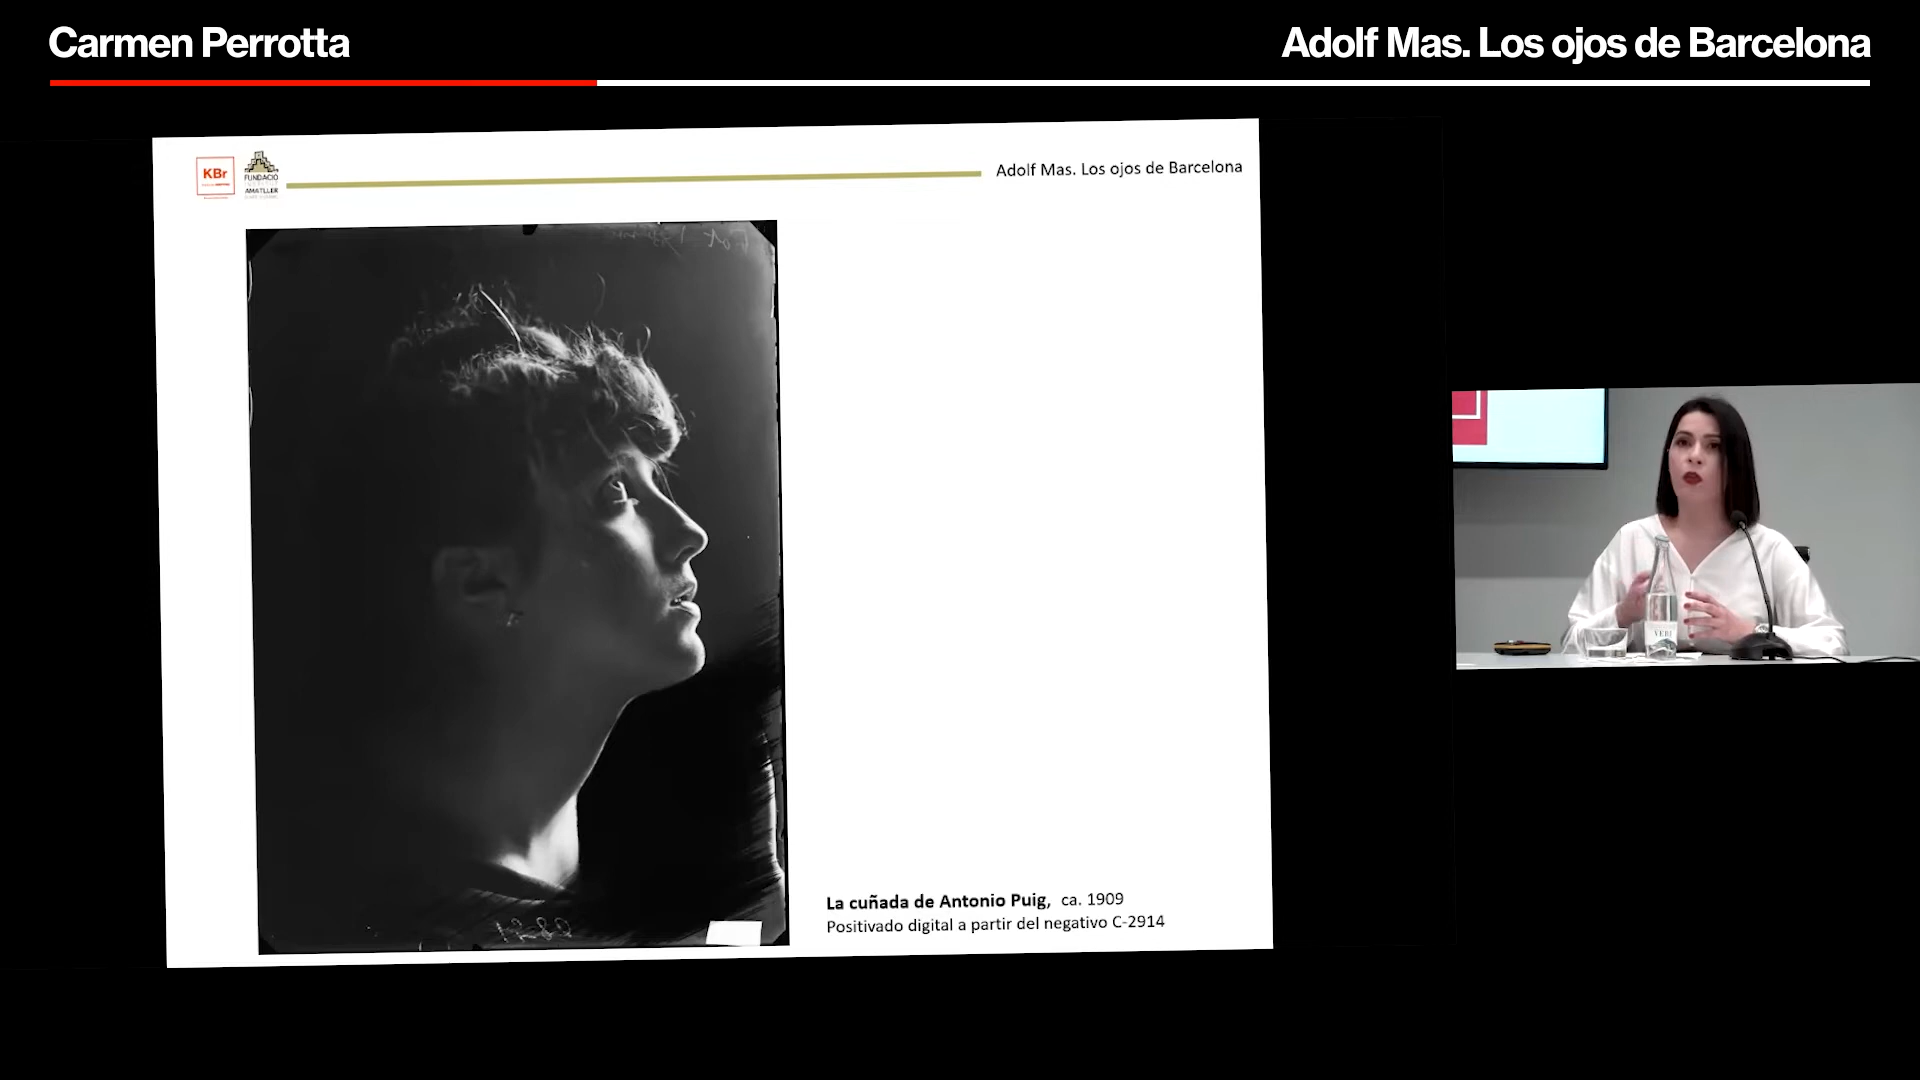 Carmen Perrotta
Adolf Mas. Los ojos de Barcelona
KBr
FUNDACIÓ
AMATLLER
Adolf Mas. Los ojos de Barcelona
La cuñada de Antonio Puig, ca. 1909
Positivado digital a partir del negativo C-2914
VERI